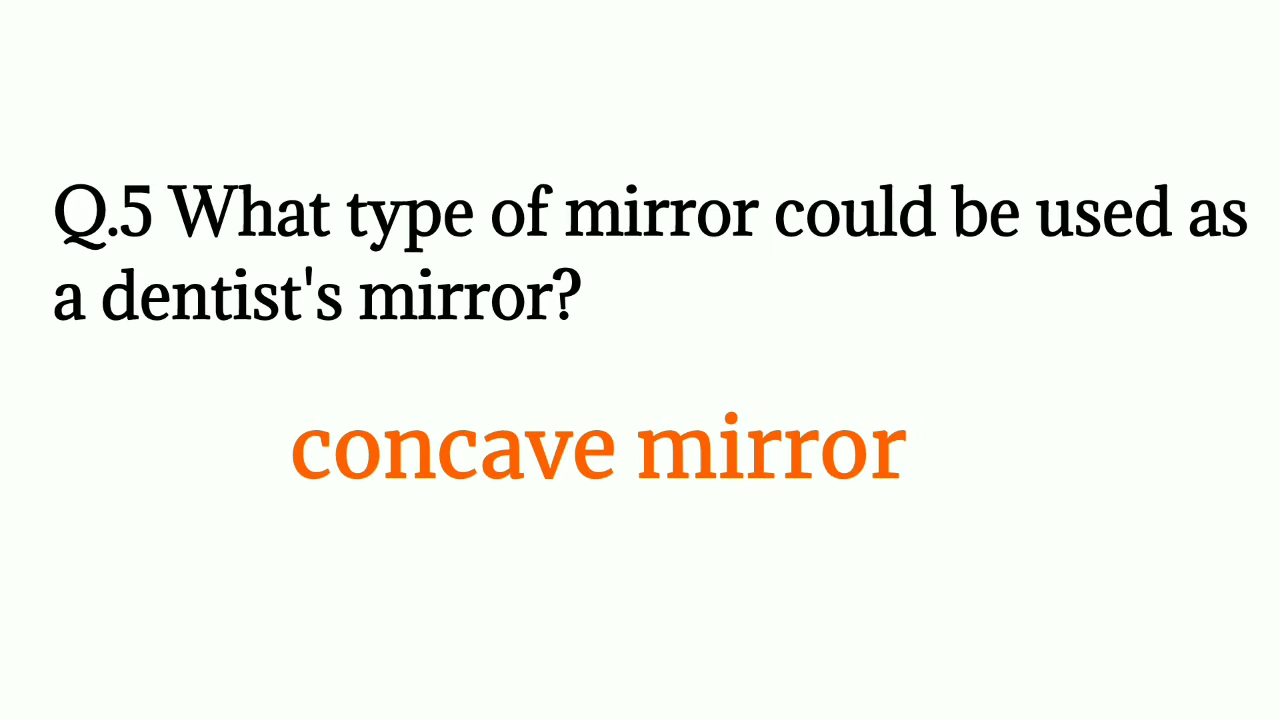 Q.5 What type of mirror could be used as
a dentist's mirror?
concave mirror